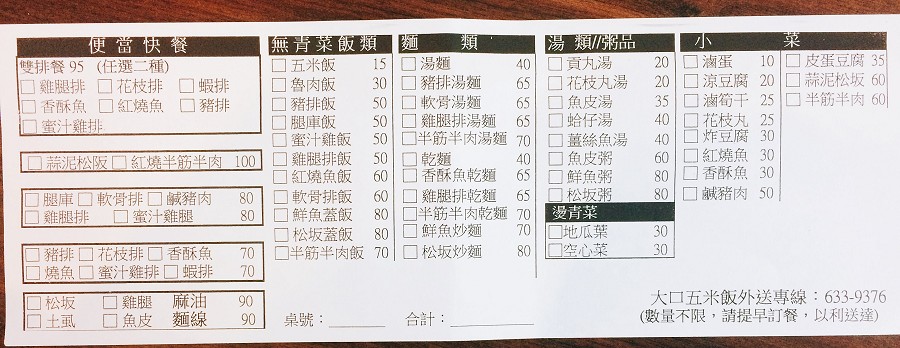 便當快餐
雙排餐 95 (任選二種)
□雞腿排 □花枝排 □蝦排
□香酥魚 □紅燒魚 □豬排
□蜜汁雞排
□蒜泥松阪 □紅燒半筋半肉 100
□腿庫 □軟骨排 □鹹豬肉 80
□雞腿排 □蜜汁雞腿 80
□豬排 □花枝排 □香酥魚 70
□燒魚 □蜜汁雞排 □蝦排 70
□松坂 □雞腿 麻油 90
□土虱 □魚皮 麵線 90
無青菜飯類
□五米飯 15
□魯肉飯 30
□豬排飯 50
□腿庫飯 50
□蜜汁雞飯 50
□雞腿排飯 50
□紅燒魚飯 60
□軟骨排飯 60
□鮮魚蓋飯 80
□松坂蓋飯 80
□半筋半肉飯 70
麵類
□湯麵 40
□豬排湯麵 65
□軟骨湯麵 65
□雞腿排湯麵 65
□半筋半肉湯麵 70
□乾麵 40
□香酥魚乾麵 65
□雞腿排乾麵 65
□半筋半肉乾麵 70
□鮮魚炒麵 70
□松坂炒麵 80
湯類//粥品
□貢丸湯 20
□花枝丸湯 20
□魚皮湯 35
□蛤仔湯 40
□薑絲魚湯 40
□魚皮粥 60
□鮮魚粥 80
□松坂粥 80
燙青菜
□地瓜葉 30
□空心菜 30
小菜
□滷蛋 10
□涼豆腐 20
□滷筍干 25
□花枝丸 25
□炸豆腐 30
□紅燒魚 30
□香酥魚 30
□鹹豬肉 50
□皮蛋豆腐 35
□蒜泥松坂 60
□半筋半肉 60
桌號：______ 合計：________
大口五米飯外送專線：633-9376
(數量不限，請提早訂餐，以利送達)